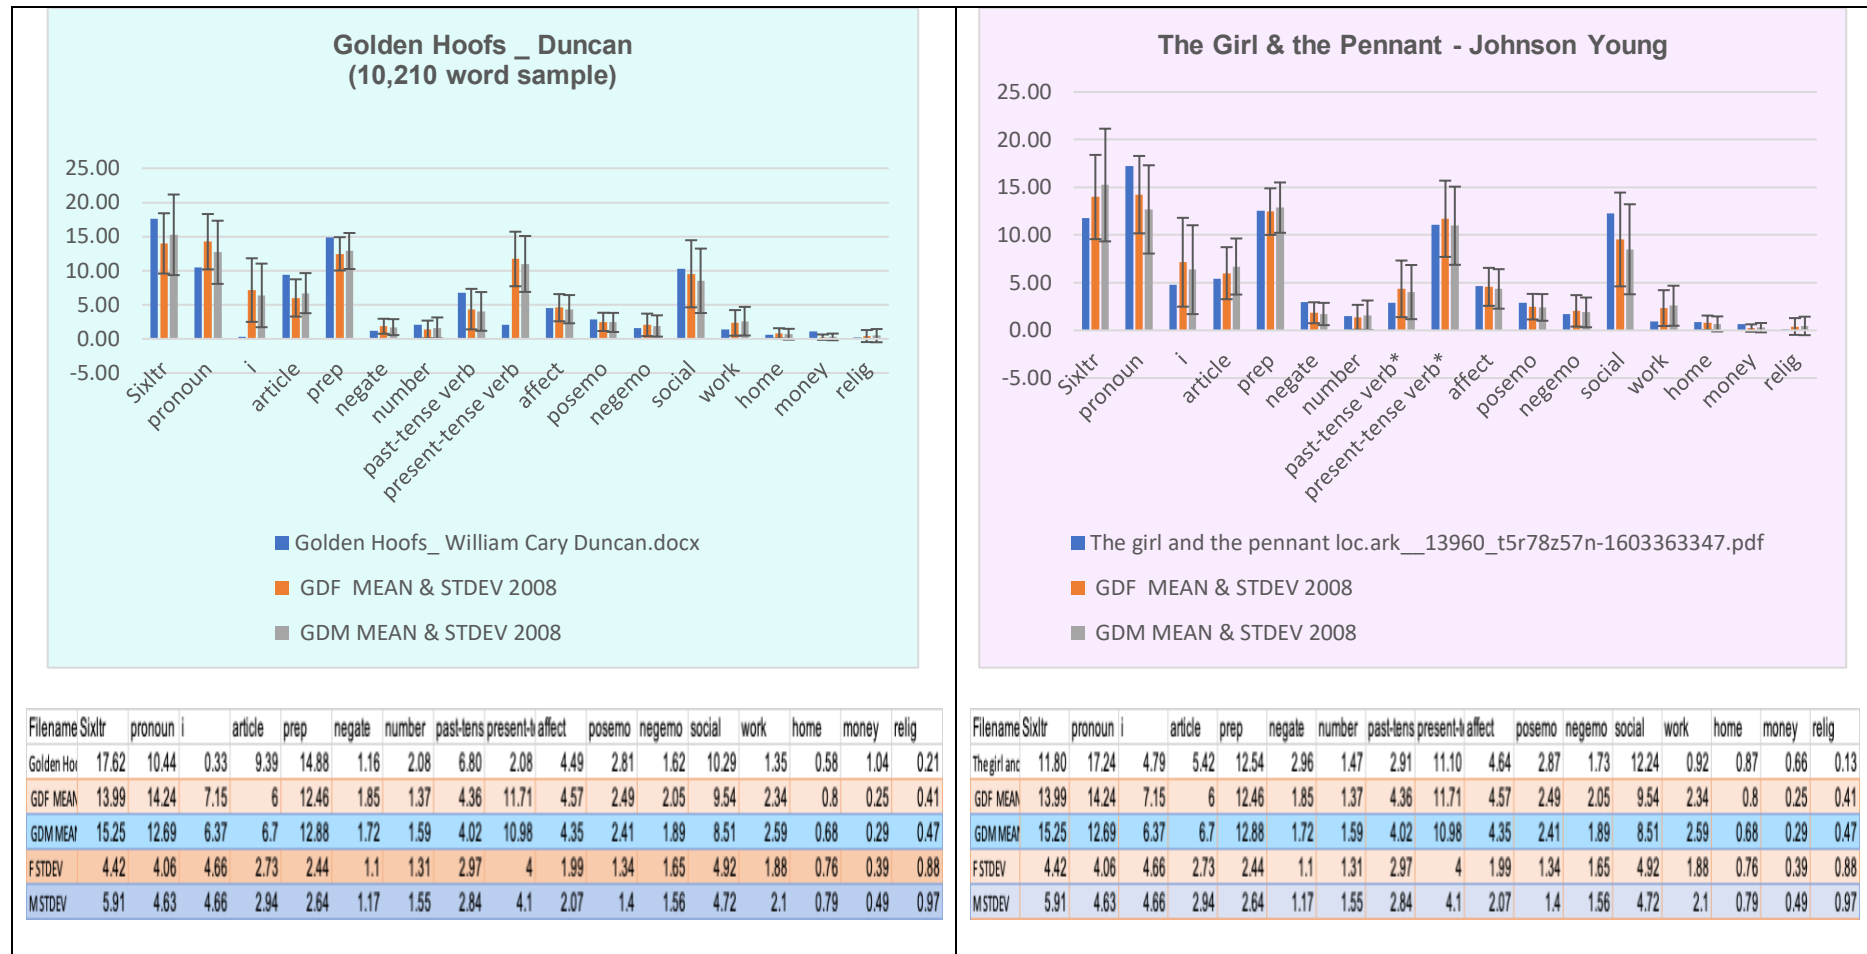 Golden Hoofs _ Duncan
(10,210 word sample)
25.00
20.00
15.00
10.00
5.00
0.00
-5.00
Sixltr
pronoun
i
article
prep
negate
number
past-tense verb
present-tense verb
affect
posemo
negemo
social
work
home
money
relig
Golden Hoofs_ William Cary Duncan.docx
GDF MEAN & STDEV 2008
GDM MEAN & STDEV 2008
Filename Sixltr pronoun i article prep negate number past-tens present-t affect posemo negemo social work home money relig
Golden Hoo 17.62 10.44 0.33 9.39 14.88 1.16 2.08 6.80 2.08 4.49 2.81 1.62 10.29 1.35 0.58 1.04 0.21
GDF MEAN 13.99 14.24 7.15 6 12.46 1.85 1.37 4.36 11.71 4.57 2.49 2.05 9.54 2.34 0.8 0.25 0.41
GDM MEAN 15.25 12.69 6.37 6.7 12.88 1.72 1.59 4.02 10.98 4.35 2.41 1.89 8.51 2.59 0.68 0.29 0.47
F STDEV 4.42 4.06 4.66 2.73 2.44 1.1 1.31 2.97 4 1.99 1.34 1.65 4.92 1.88 0.76 0.39 0.88
M STDEV 5.91 4.63 4.66 2.94 2.64 1.17 1.55 2.84 4.1 2.07 1.4 1.56 4.72 2.1 0.79 0.49 0.97
The Girl & the Pennant - Johnson Young
25.00
20.00
15.00
10.00
5.00
0.00
-5.00
Sixltr
pronoun
i
article
prep
negate
number
past-tense verb*
present-tense verb*
affect
posemo
negemo
social
work
home
money
relig
The girl and the pennant loc.ark__13960_t5r78z57n-1603363347.pdf
GDF MEAN & STDEV 2008
GDM MEAN & STDEV 2008
Filename Sixltr pronoun i article prep negate number past-tens present-t affect posemo negemo social work home money relig
The girl and 11.80 17.24 4.79 5.42 12.54 2.96 1.47 2.91 11.10 4.64 2.87 1.73 12.24 0.92 0.87 0.66 0.13
GDF MEAN 13.99 14.24 7.15 6 12.46 1.85 1.37 4.36 11.71 4.57 2.49 2.05 9.54 2.34 0.8 0.25 0.41
GDM MEAN 15.25 12.69 6.37 6.7 12.88 1.72 1.59 4.02 10.98 4.35 2.41 1.89 8.51 2.59 0.68 0.29 0.47
F STDEV 4.42 4.06 4.66 2.73 2.44 1.1 1.31 2.97 4 1.99 1.34 1.65 4.92 1.88 0.76 0.39 0.88
M STDEV 5.91 4.63 4.66 2.94 2.64 1.17 1.55 2.84 4.1 2.07 1.4 1.56 4.72 2.1 0.79 0.49 0.97